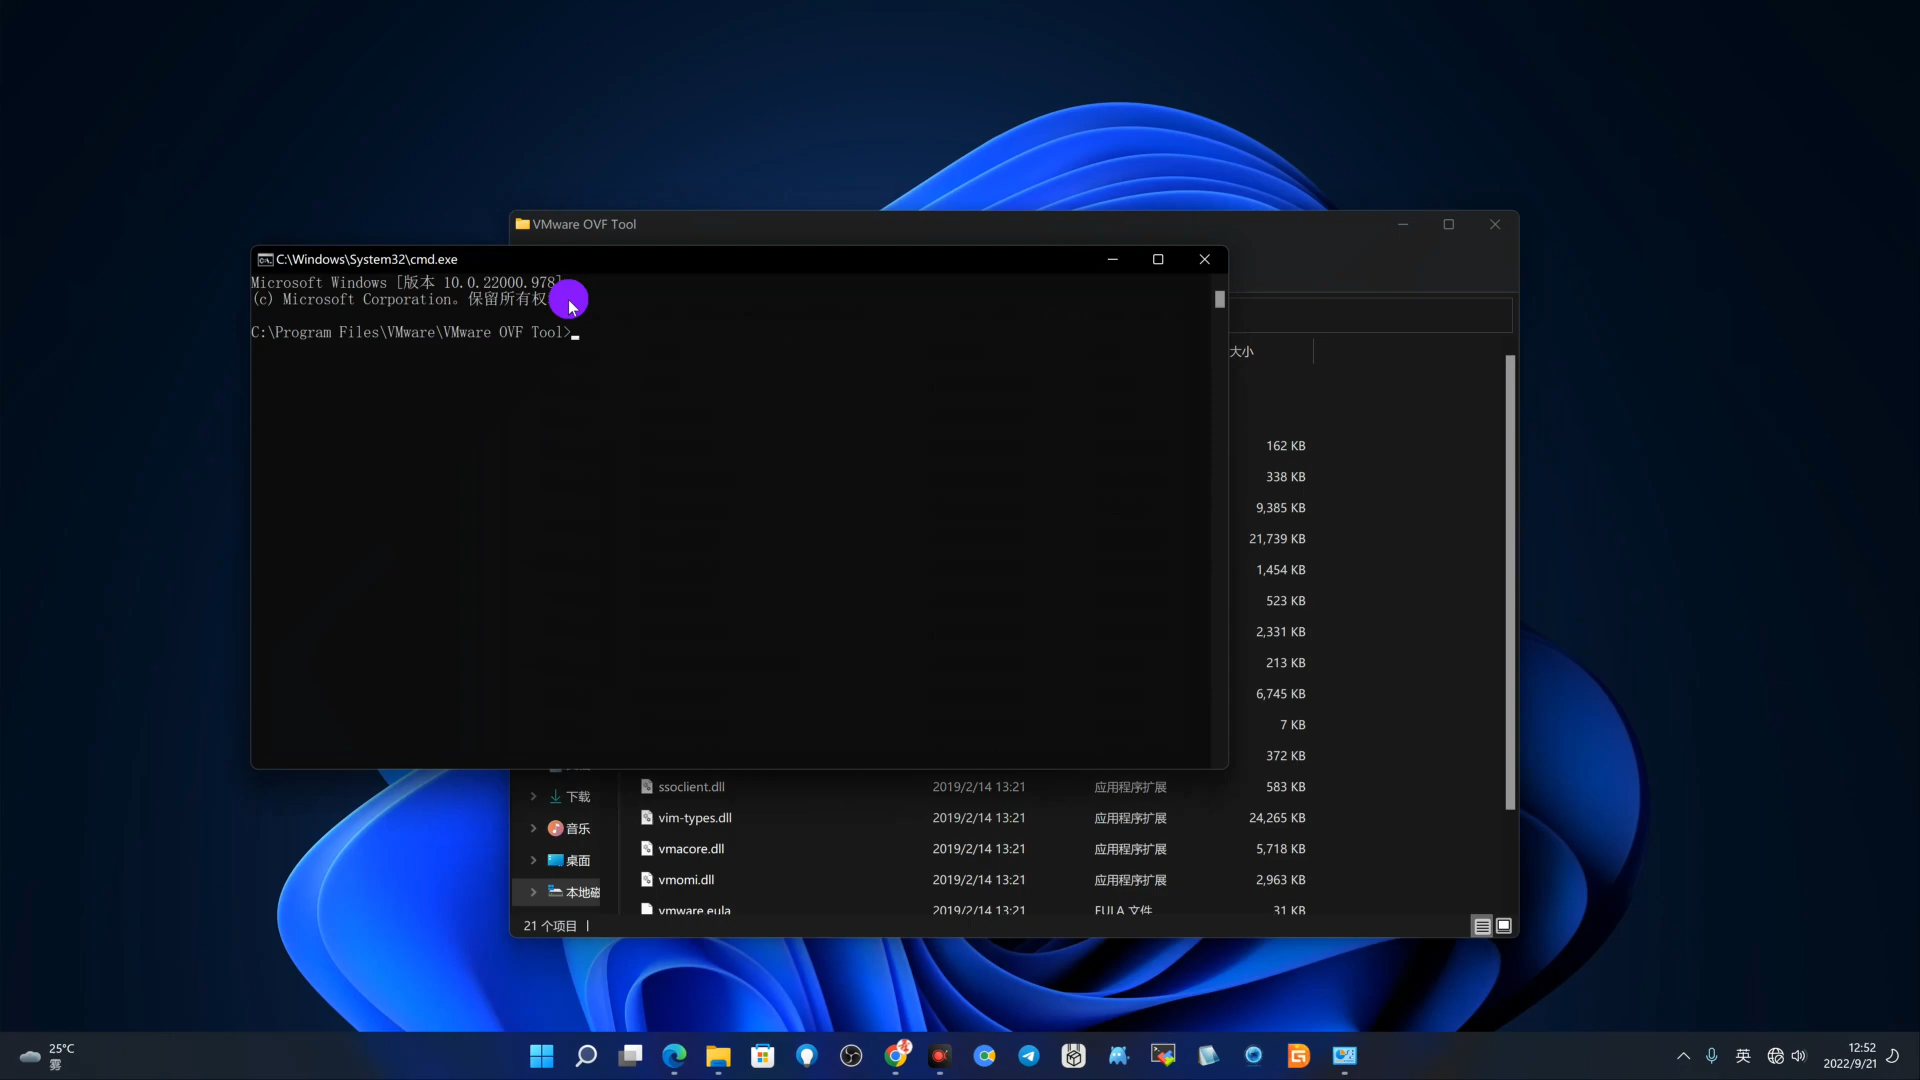 VMware OVF Tool
C:\Windows\System32\cmd.exe
Microsoft Windows [版本 10.0.22000.978]
(c) Microsoft Corporation。保留所有权
C:\Program Files\VMware\VMware OVF Tool>
大小
162 KB
338 KB
9,385 KB
21,739 KB
1,454 KB
523 KB
2,331 KB
213 KB
6,745 KB
7 KB
372 KB
ssoclient.dll 2019/2/14 13:21 应用程序扩展 583 KB
下载
vim-types.dll 2019/2/14 13:21 应用程序扩展 24,265 KB
音乐
vmacore.dll 2019/2/14 13:21 应用程序扩展 5,718 KB
桌面
vmomi.dll 2019/2/14 13:21 应用程序扩展 2,963 KB
本地磁
vmware.eula 2019/2/14 13:21 EULA 文件 31 KB
21 个项目
25°C
雾
英
12:52
2022/9/21